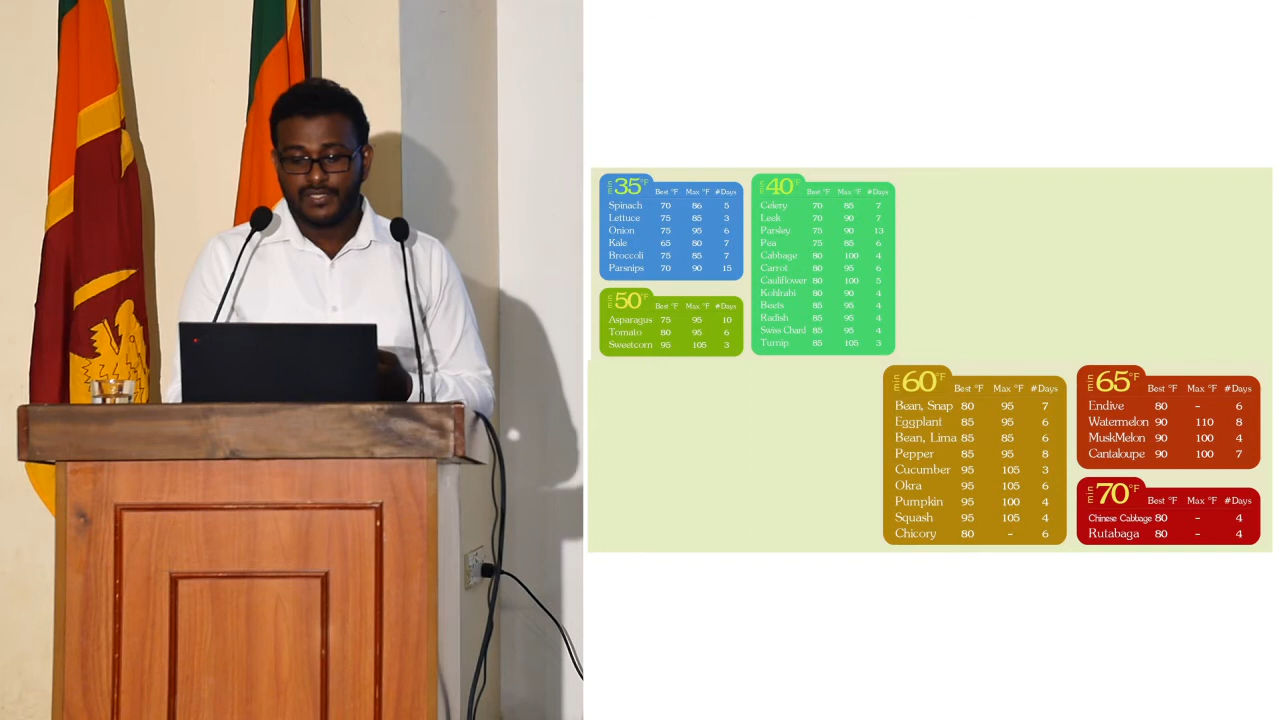 min 35°F Best °F Max °F #Days
Spinach 70 86 5
Lettuce 75 85 3
Onion 75 95 6
Kale 65 80 7
Broccoli 75 85 7
Parsnips 70 90 15
min 40°F Best °F Max °F #Days
Celery 70 85 7
Leek 70 90 7
Parsley 75 90 13
Pea 75 85 6
Cabbage 80 100 4
Carrot 80 95 6
Cauliflower 80 100 5
Kohlrabi 80 90 4
Beets 85 95 4
Radish 85 95 4
Swiss Chard 85 95 4
Turnip 85 105 3
min 50°F Best °F Max °F #Days
Asparagus 75 95 10
Tomato 80 95 6
Sweetcorn 95 105 3
min 60°F Best °F Max °F #Days
Bean, Snap 80 95 7
Eggplant 85 95 6
Bean, Lima 85 85 6
Pepper 85 95 8
Cucumber 95 105 3
Okra 95 105 6
Pumpkin 95 100 4
Squash 95 105 4
Chicory 80 - 6
min 65°F Best °F Max °F #Days
Endive 80 - 6
Watermelon 90 110 8
MuskMelon 90 100 4
Cantaloupe 90 100 7
min 70°F Best °F Max °F #Days
Chinese Cabbage 80 - 4
Rutabaga 80 - 4